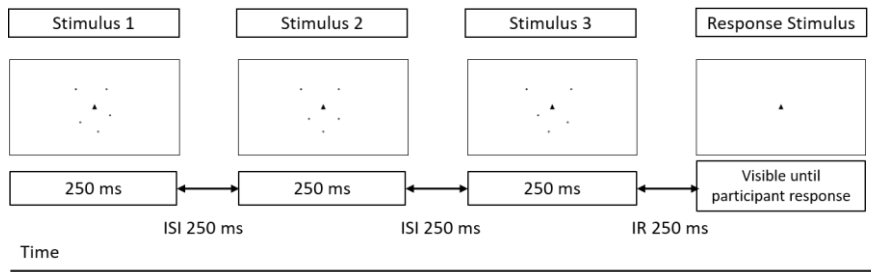 Stimulus 1
Stimulus 2
Stimulus 3
Response Stimulus
250 ms
250 ms
250 ms
Visible until
participant response
ISI 250 ms
ISI 250 ms
IR 250 ms
Time